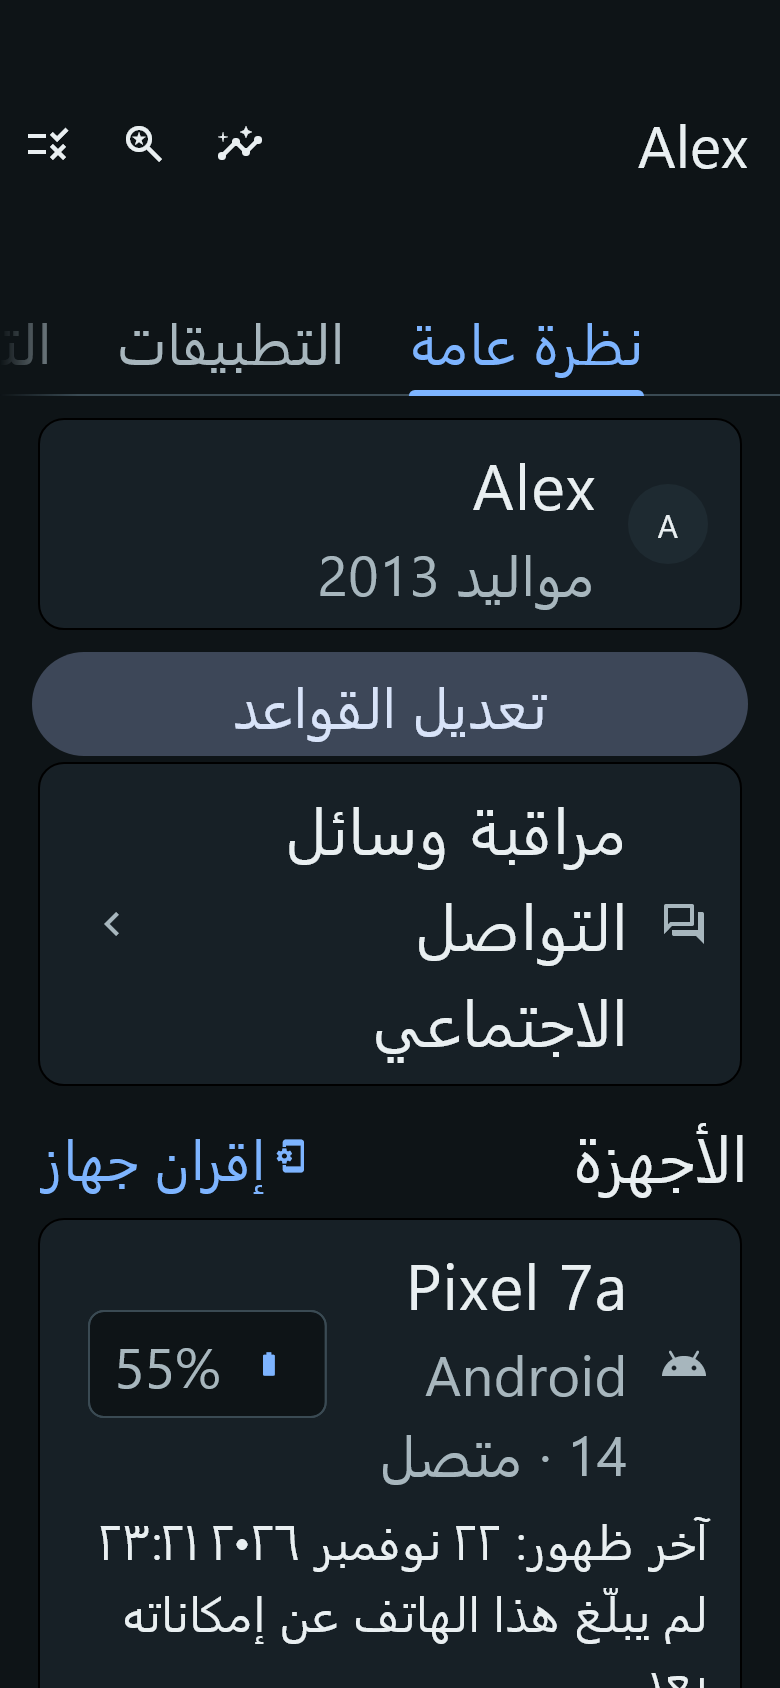 Alex
نظرة عامة
التطبيقات
A
Alex
مواليد 2013
تعديل القواعد
مراقبة وسائل
التواصل
الاجتماعي
الأجهزة
إقران جهاز
Pixel 7a
Android
14 · متصل
55%
آخر ظهور: ٢٢ نوفمبر ٢٠٢٦ ٢٣:٢١
لم يبلّغ هذا الهاتف عن إمكاناته